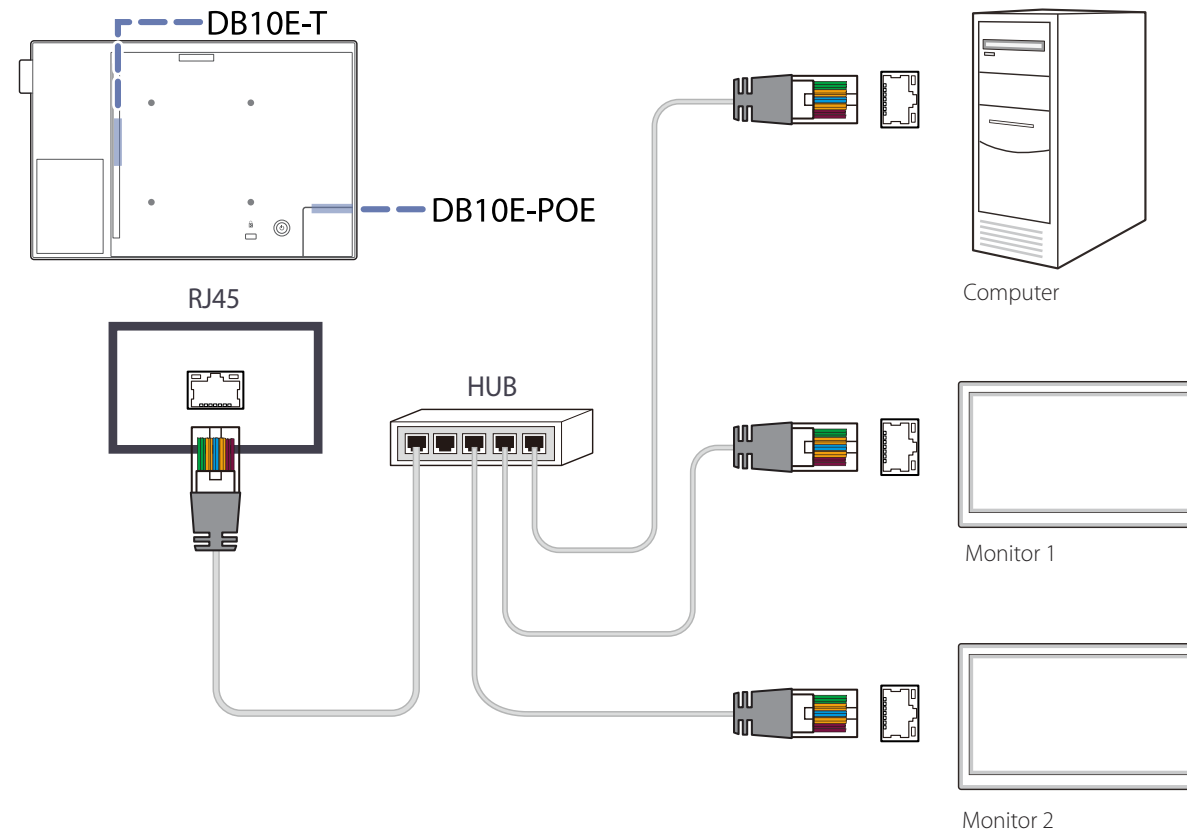 DB10E-T
DB10E-POE
RJ45
HUB
Computer
Monitor 1
Monitor 2